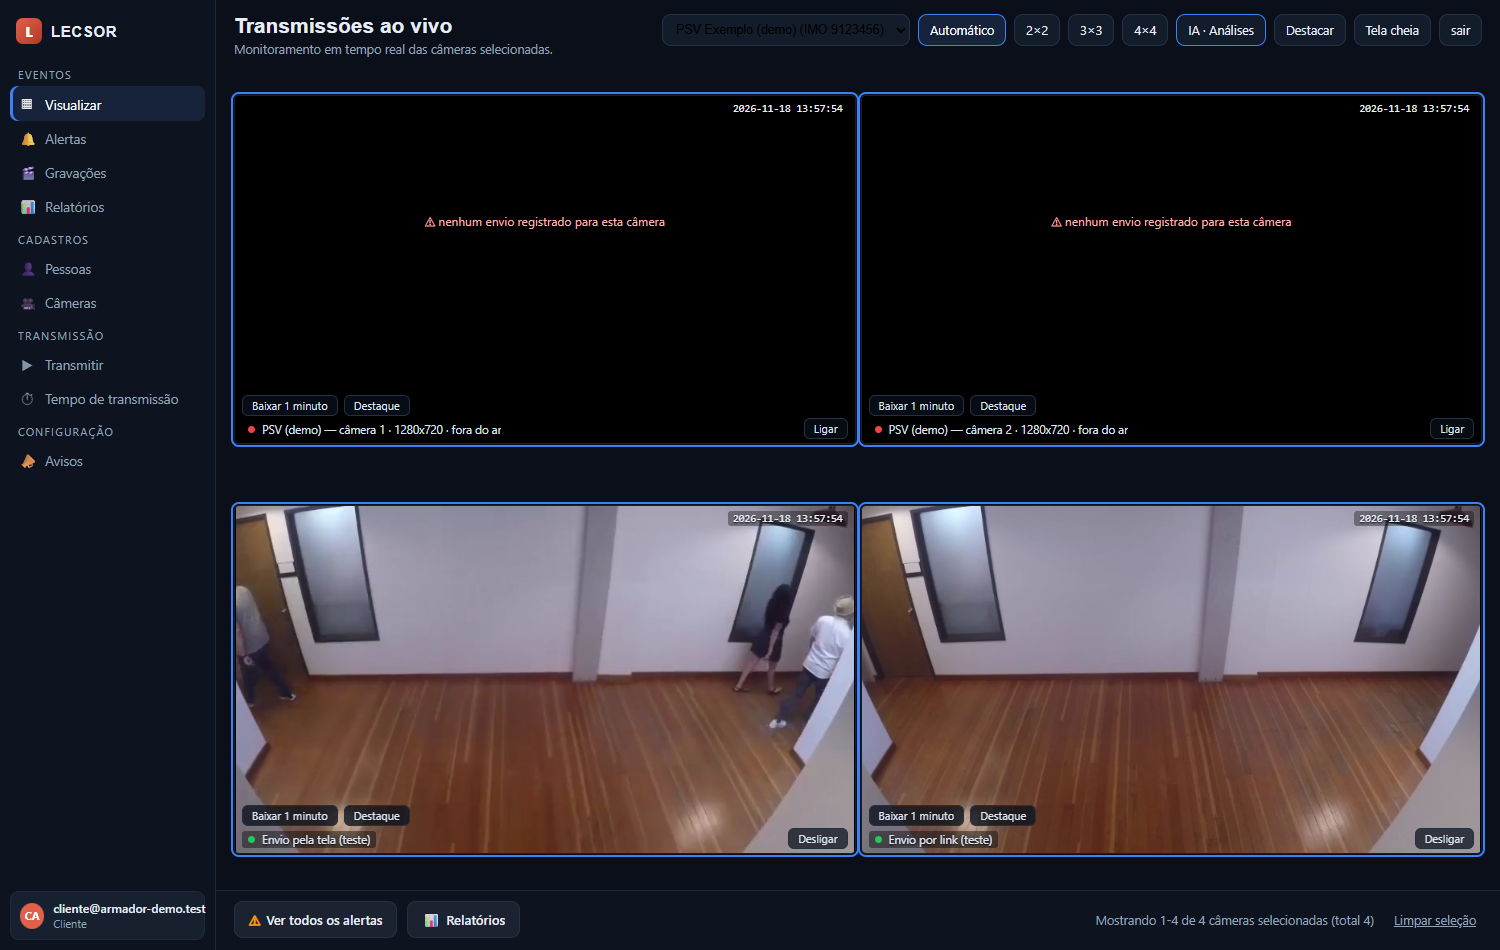 L LECSOR
EVENTOS
Visualizar
Alertas
Gravações
Relatórios
CADASTROS
Pessoas
Câmeras
TRANSMISSÃO
Transmitir
Tempo de transmissão
CONFIGURAÇÃO
Avisos
CA cliente@armador-demo.test
Cliente
Transmissões ao vivo
Monitoramento em tempo real das câmeras selecionadas.
PSV Exemplo (demo) (IMO 9123456) Automático 2×2 3×3 4×4 IA · Análises Destacar Tela cheia sair
2026-11-18 13:57:54
nenhum envio registrado para esta câmera
Baixar 1 minuto Destaque
PSV (demo) — câmera 1 · 1280x720 · fora do ar Ligar
2026-11-18 13:57:54
nenhum envio registrado para esta câmera
Baixar 1 minuto Destaque
PSV (demo) — câmera 2 · 1280x720 · fora do ar Ligar
2026-11-18 13:57:54
Baixar 1 minuto Destaque
Envio pela tela (teste) Desligar
2026-11-18 13:57:54
Baixar 1 minuto Destaque
Envio por link (teste) Desligar
Ver todos os alertas Relatórios
Mostrando 1-4 de 4 câmeras selecionadas (total 4) Limpar seleção